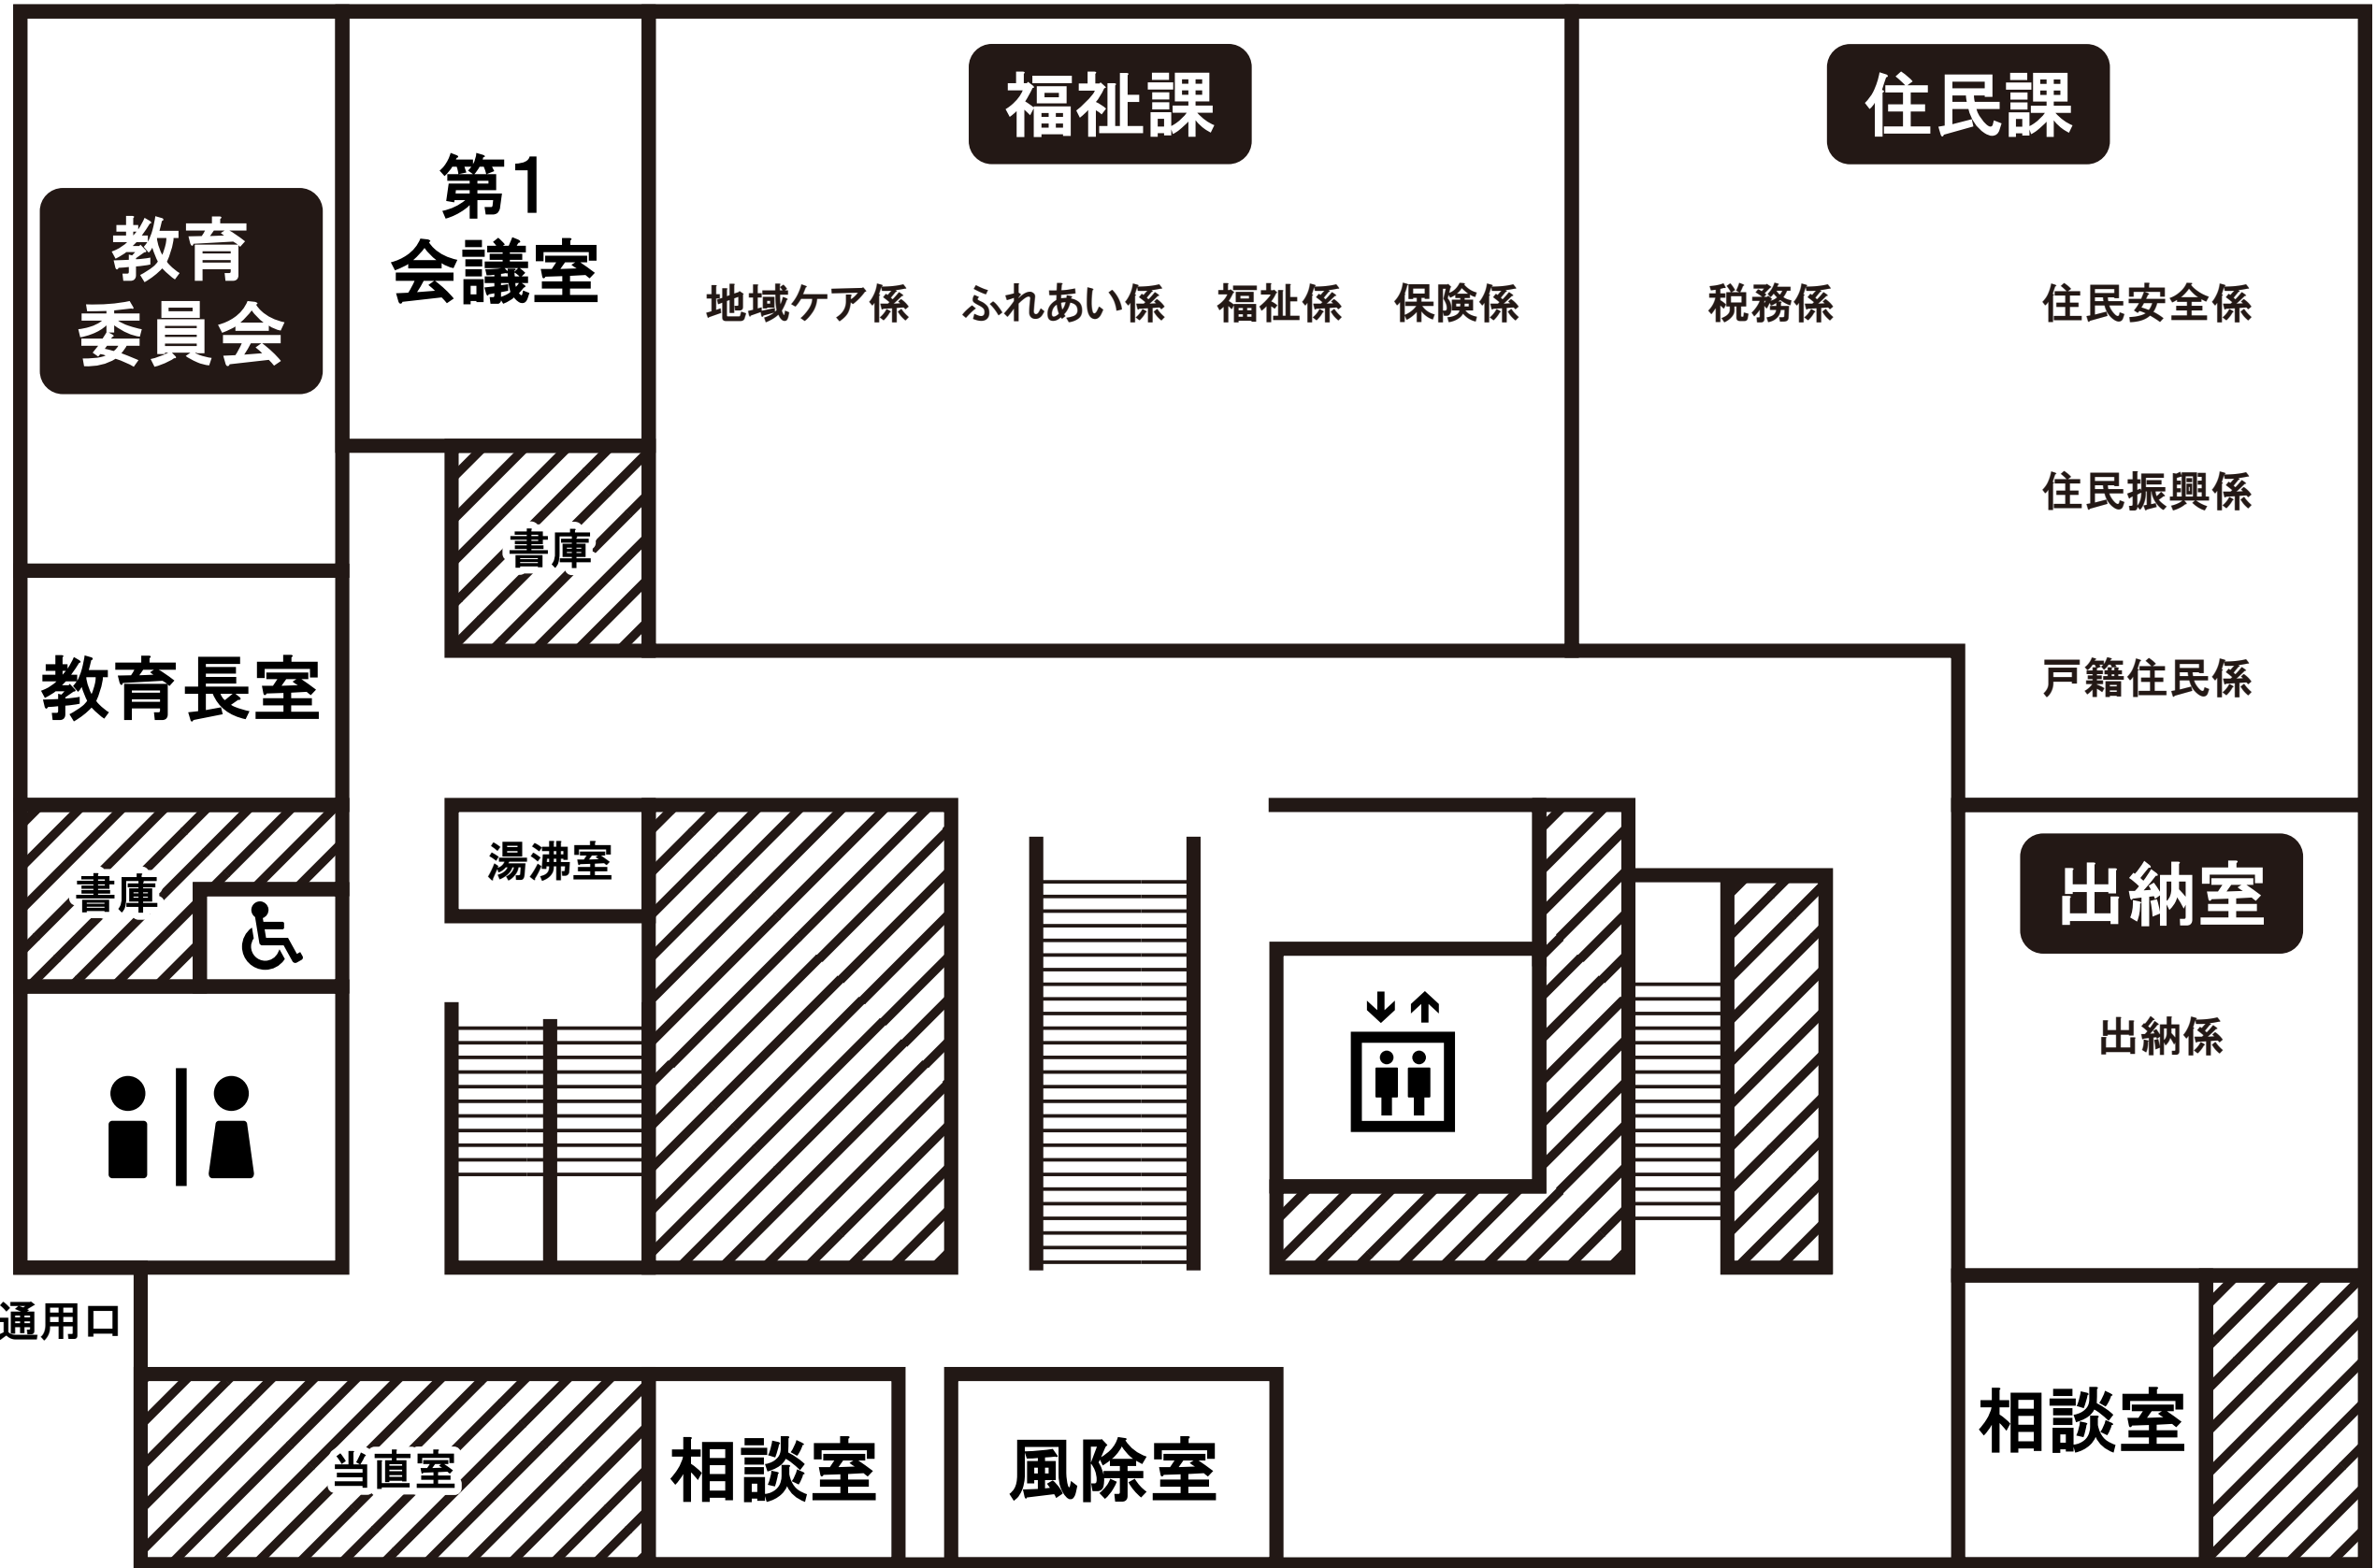 福祉課
住民課
第1
会議室
教育
委員会
地域ケア係
ふれあい係
福祉係
保険係
税務係
住民安全係
書庫
住民振興係
教育長室
戸籍住民係
湯沸室
書庫
出納室
出納係
通用口
相談室
当直室
相談室
風除室